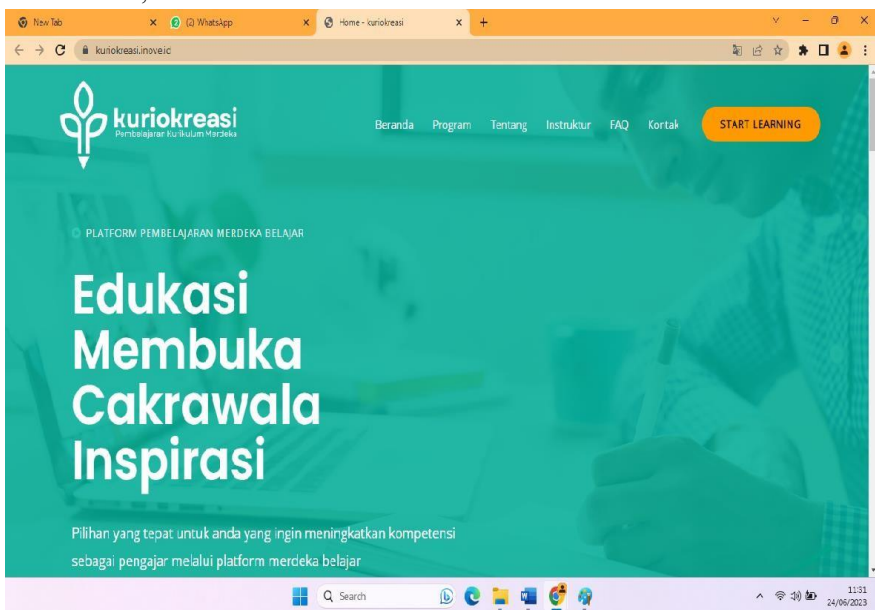 New Tab
(2) WhatsApp
Home - kuriokreasi
kuriokreasi.inove.id
kuriokreasi
Pembelajaran Kurikulum Merdeka
Beranda Program Tentang Instruktur FAQ Kontak
START LEARNING
PLATFORM PEMBELAJARAN MERDEKA BELAJAR
Edukasi
Membuka
Cakrawala
Inspirasi
Pilihan yang tepat untuk anda yang ingin meningkatkan kompetensi
sebagai pengajar melalui platform merdeka belajar
Search
11:31
24/06/2023